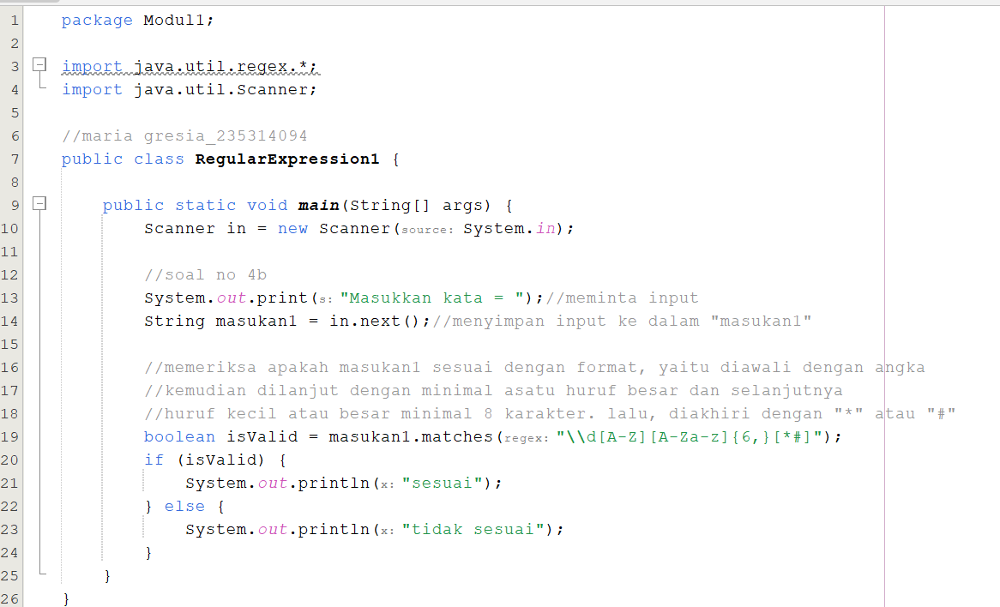 1 package Modul1;
2
3 import java.util.regex.*;
4 import java.util.Scanner;
5
6 //maria gresia_235314094
7 public class RegularExpression1 {
8
9 public static void main(String[] args) {
10 Scanner in = new Scanner(source: System.in);
11
12 //soal no 4b
13 System.out.print(s: "Masukkan kata = ");//meminta input
14 String masukan1 = in.next();//menyimpan input ke dalam "masukan1"
15
16 //memeriksa apakah masukan1 sesuai dengan format, yaitu diawali dengan angka
17 //kemudian dilanjut dengan minimal asatu huruf besar dan selanjutnya
18 //huruf kecil atau besar minimal 8 karakter. lalu, diakhiri dengan "*" atau "#"
19 boolean isValid = masukan1.matches(regex: "\\d[A-Z][A-Za-z]{6,}[*#]");
20 if (isValid) {
21 System.out.println(x: "sesuai");
22 } else {
23 System.out.println(x: "tidak sesuai");
24 }
25 }
26 }